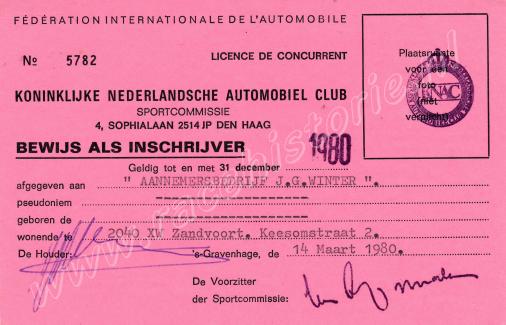 FÉDÉRATION INTERNATIONALE DE L'AUTOMOBILE
№ 5782
LICENCE DE CONCURRENT
KONINKLIJKE NEDERLANDSCHE AUTOMOBIEL CLUB
SPORTCOMMISSIE
4, SOPHIALAAN 2514 JP DEN HAAG
Plaatsruimte
voor een
foto
(niet
verplicht)
KNAC
BEWIJS ALS INSCHRIJVER
1980
Geldig tot en met 31 december
afgegeven aan " AANNEMERSBEDRIJF J.G.WINTER ".
pseudoniem --------------------
geboren de --------------------
wonende te 2040 XW Zandvoort. Keesomstraat 2.
De Houder: 's-Gravenhage, de 14 Maart 1980.
De Voorzitter
der Sportcommissie: